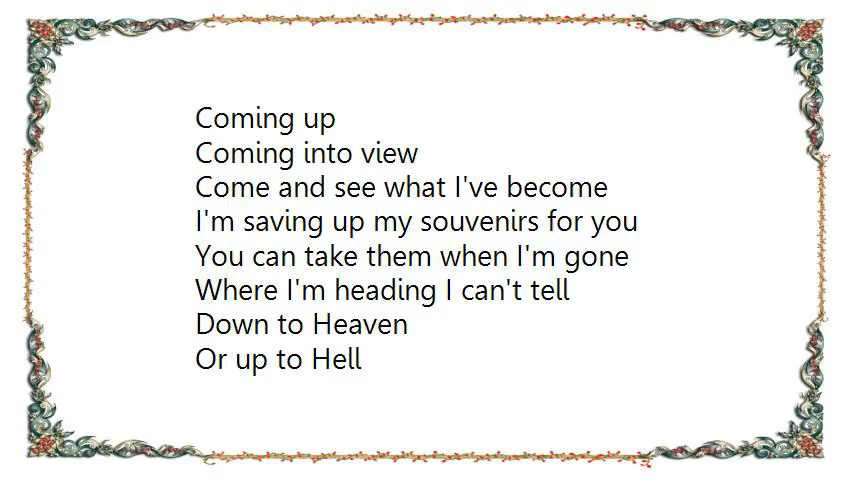 Coming up
Coming into view
Come and see what I've become
I'm saving up my souvenirs for you
You can take them when I'm gone
Where I'm heading I can't tell
Down to Heaven
Or up to Hell